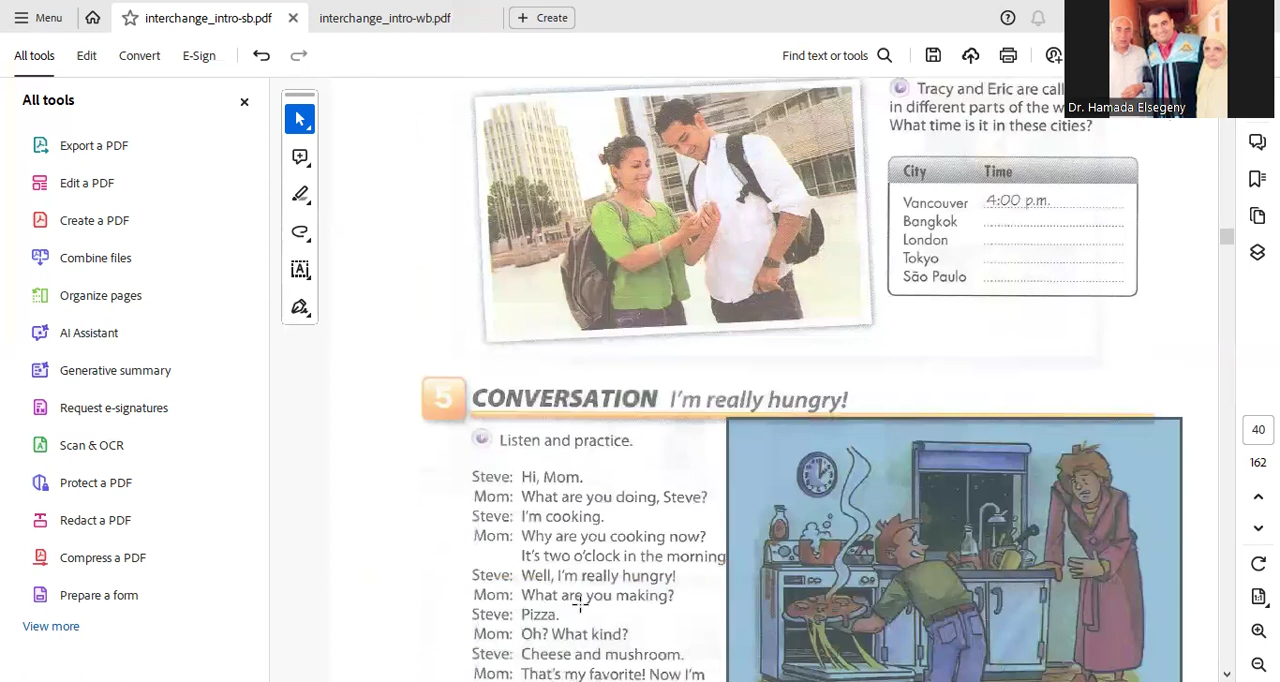 Menu
interchange_intro-sb.pdf
interchange_intro-wb.pdf
Create
All tools
Edit
Convert
E-Sign
Find text or tools
Dr. Hamada Elsegeny
All tools
Export a PDF
Edit a PDF
Create a PDF
Combine files
Organize pages
AI Assistant
Generative summary
Request e-signatures
Scan & OCR
Protect a PDF
Redact a PDF
Compress a PDF
Prepare a form
View more
Tracy and Eric are call
in different parts of the w
What time is it in these cities?
City Time
Vancouver 4:00 p.m.
Bangkok
London
Tokyo
São Paulo
5 CONVERSATION I'm really hungry!
Listen and practice.
Steve: Hi, Mom.
Mom: What are you doing, Steve?
Steve: I'm cooking.
Mom: Why are you cooking now?
It's two o'clock in the morning
Steve: Well, I'm really hungry!
Mom: What are you making?
Steve: Pizza.
Mom: Oh? What kind?
Steve: Cheese and mushroom.
Mom: That's my favorite! Now I'm
40
162